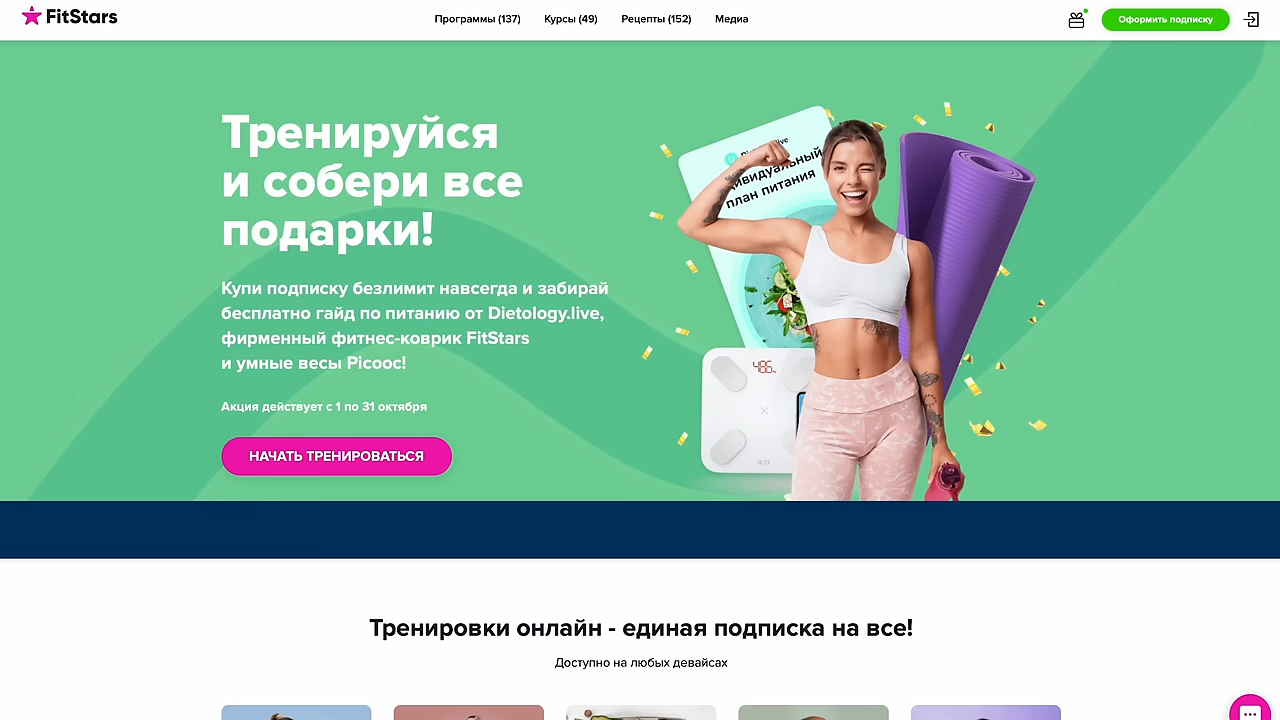 FitStars
Программы (137)
Курсы (49)
Рецепты (152)
Медиа
Оформить подписку
Тренируйся
и собери все
подарки!
Купи подписку безлимит навсегда и забирай
бесплатно гайд по питанию от Dietology.live,
фирменный фитнес-коврик FitStars
и умные весы Picooc!
Акция действует с 1 по 31 октября
НАЧАТЬ ТРЕНИРОВАТЬСЯ
план питания
Тренировки онлайн - единая подписка на все!
Доступно на любых девайсах